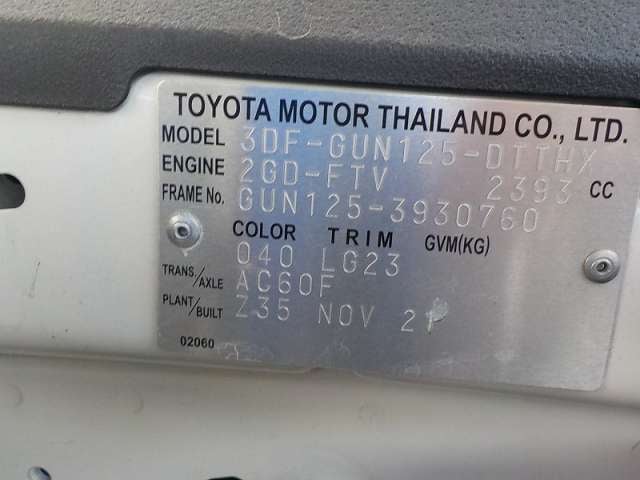 TOYOTA MOTOR THAILAND CO., LTD.
MODEL 3DF-GUN125-DTTHX
ENGINE 2GD-FTV 2393 CC
FRAME No. GUN125-3930760
COLOR TRIM GVM(KG)
040 LG23
TRANS./AXLE AC60F
PLANT/BUILT Z35 NOV 21
02060